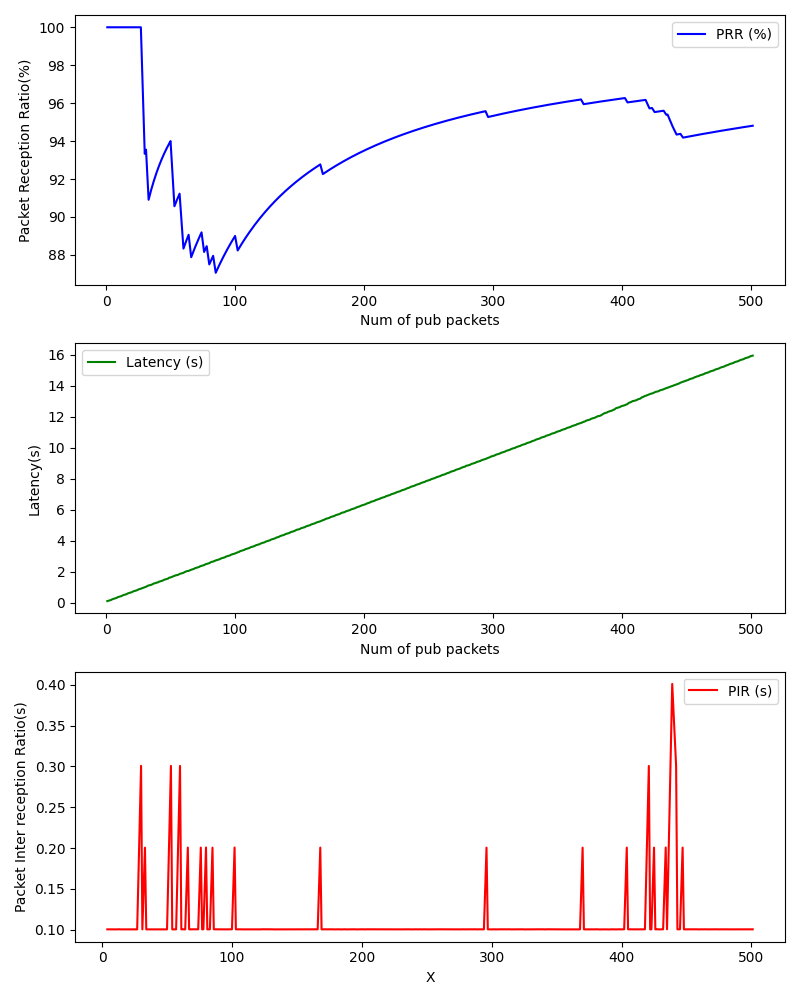 100
98
96
94
92
90
88
Packet Reception Ratio(%)
PRR (%)
0 100 200 300 400 500
Num of pub packets
16
14
12
10
8
6
4
2
0
Latency(s)
Latency (s)
0 100 200 300 400 500
Num of pub packets
0.40
0.35
0.30
0.25
0.20
0.15
0.10
Packet Inter reception Ratio(s)
PIR (s)
0 100 200 300 400 500
X